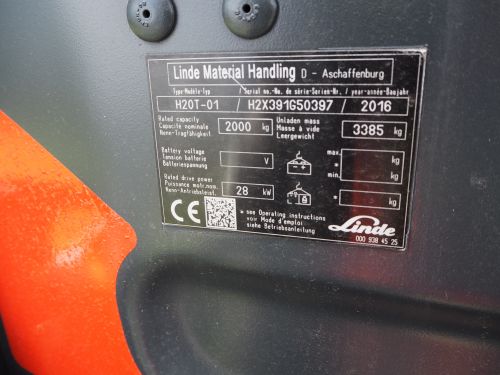 Linde Material Handling D - Aschaffenburg
Type-Modèle-Typ / Serial no.-No. de série-Serien-Nr. / year-année-Baujahr
H20T-01 / H2X391G50397 / 2016
Rated capacity
Capacité nominale
Nenn-Tragfähigkeit
2000 kg
Unladen mass
Masse à vide
Leergewicht
3385 kg
Battery voltage
Tension batterie
Batteriespannung
V
max.
*
min.
kg
kg
Rated drive power
Puissance motr.nom.
Nenn-Antriebsleist.
28 kW
kg
*
kg
CE
* see Operating instructions
voir Mode d'emploi
siehe Betriebsanleitung
Linde
000 938 45 25